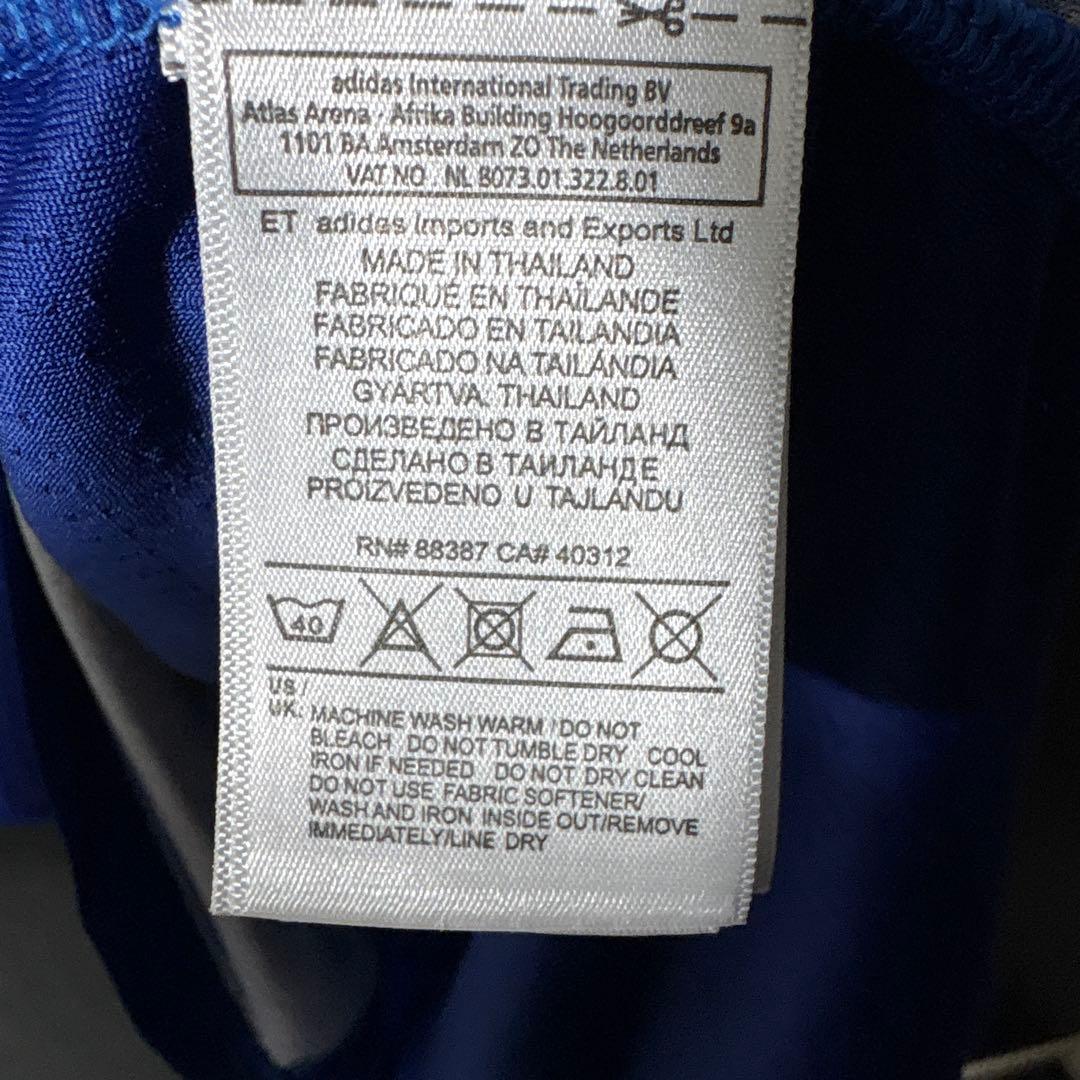 adidas International Trading BV
Atlas Arena · Afrika Building Hoogoorddreef 9a
1101 BA Amsterdam ZO The Netherlands
VAT NO NL 8073.01.322.8.01
ET adidas Imports and Exports Ltd
MADE IN THAILAND
FABRIQUÉ EN THAÏLANDE
FABRICADO EN TAILANDIA
FABRICADO NA TAILÂNDIA
GYÁRTVA: THAILAND
ПРОИЗВЕДЕНО В ТАЙЛАНД
СДЕЛАНО В ТАИЛАНДЕ
PROIZVEDENO U TAJLANDU
RN# 88387 CA# 40312
40
US /
UK: MACHINE WASH WARM / DO NOT
BLEACH DO NOT TUMBLE DRY COOL
IRON IF NEEDED DO NOT DRY CLEAN
DO NOT USE FABRIC SOFTENER/
WASH AND IRON INSIDE OUT/REMOVE
IMMEDIATELY/LINE DRY